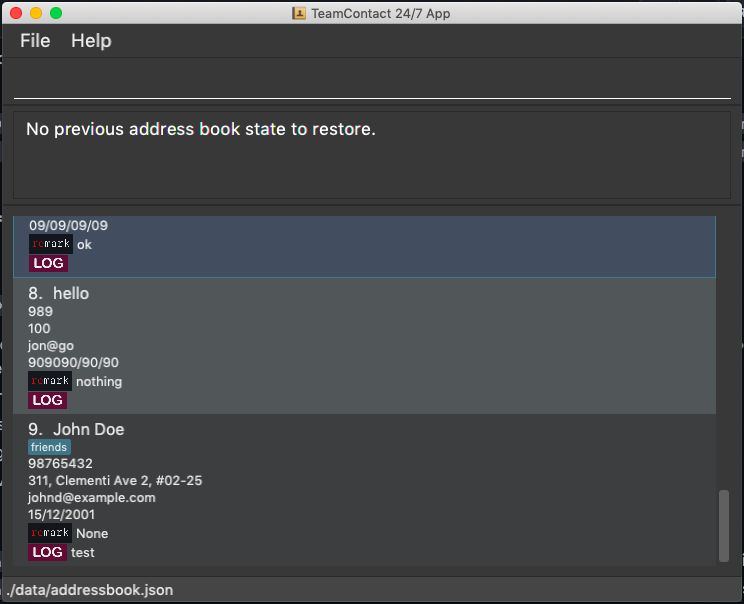 TeamContact 24/7 App
File Help
No previous address book state to restore.
09/09/09/09
remark ok
LOG
8. hello
989
100
jon@go
909090/90/90
remark nothing
LOG
9. John Doe
friends
98765432
311, Clementi Ave 2, #02-25
johnd@example.com
15/12/2001
remark None
LOG test
./data/addressbook.json